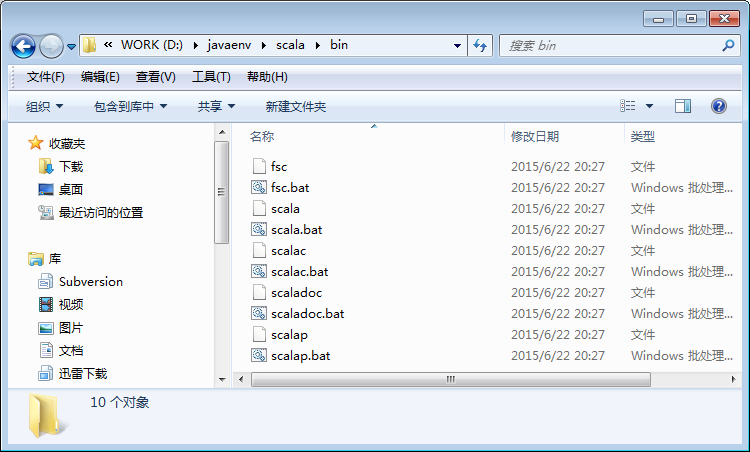 « WORK (D:) ▸ javaenv ▸ scala ▸ bin
搜索 bin
文件(F) 编辑(E) 查看(V) 工具(T) 帮助(H)
组织 包含到库中 共享 新建文件夹
收藏夹
下载
桌面
最近访问的位置
库
Subversion
视频
图片
文档
迅雷下载
名称 修改日期 类型
fsc 2015/6/22 20:27 文件
fsc.bat 2015/6/22 20:27 Windows 批处理...
scala 2015/6/22 20:27 文件
scala.bat 2015/6/22 20:27 Windows 批处理...
scalac 2015/6/22 20:27 文件
scalac.bat 2015/6/22 20:27 Windows 批处理...
scaladoc 2015/6/22 20:27 文件
scaladoc.bat 2015/6/22 20:27 Windows 批处理...
scalap 2015/6/22 20:27 文件
scalap.bat 2015/6/22 20:27 Windows 批处理...
10 个对象